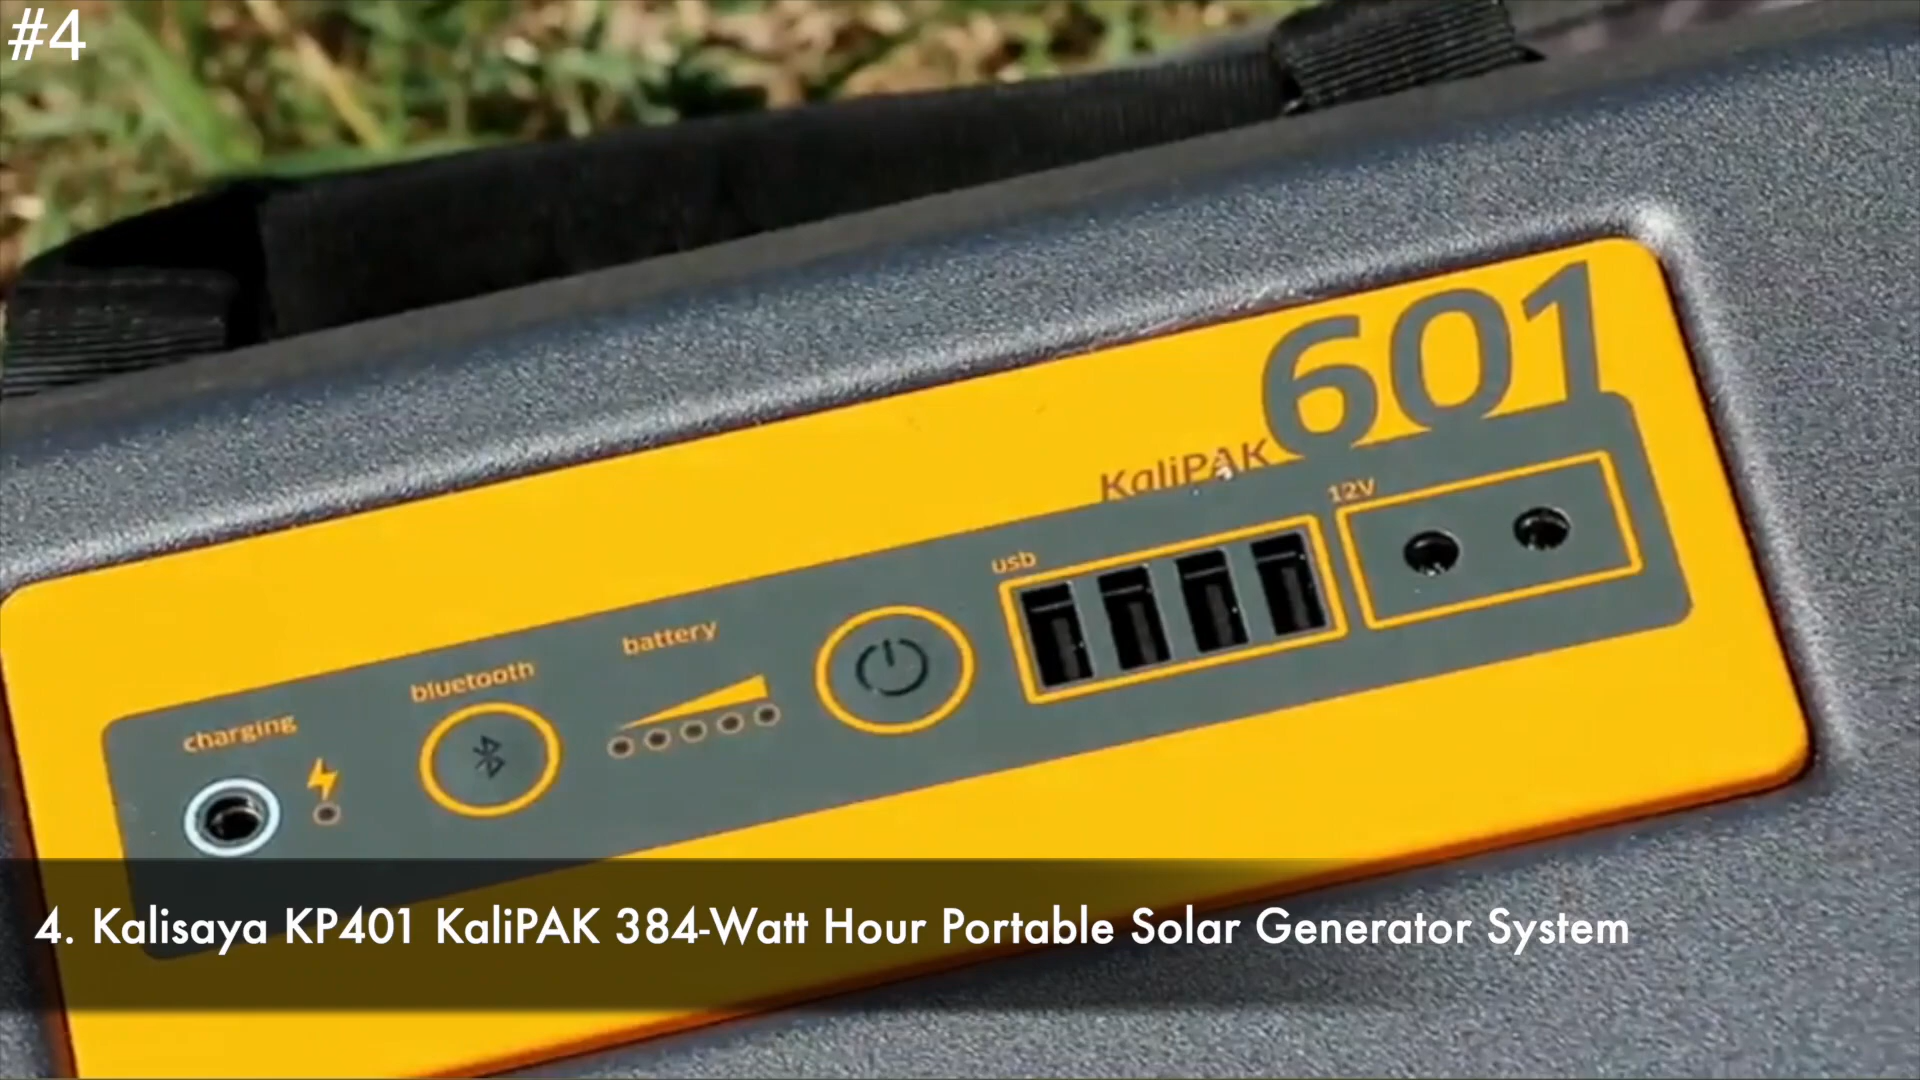 #4
601
KaliPAK
12V
usb
battery
bluetooth
charging
4. Kalisaya KP401 KaliPAK 384-Watt Hour Portable Solar Generator System